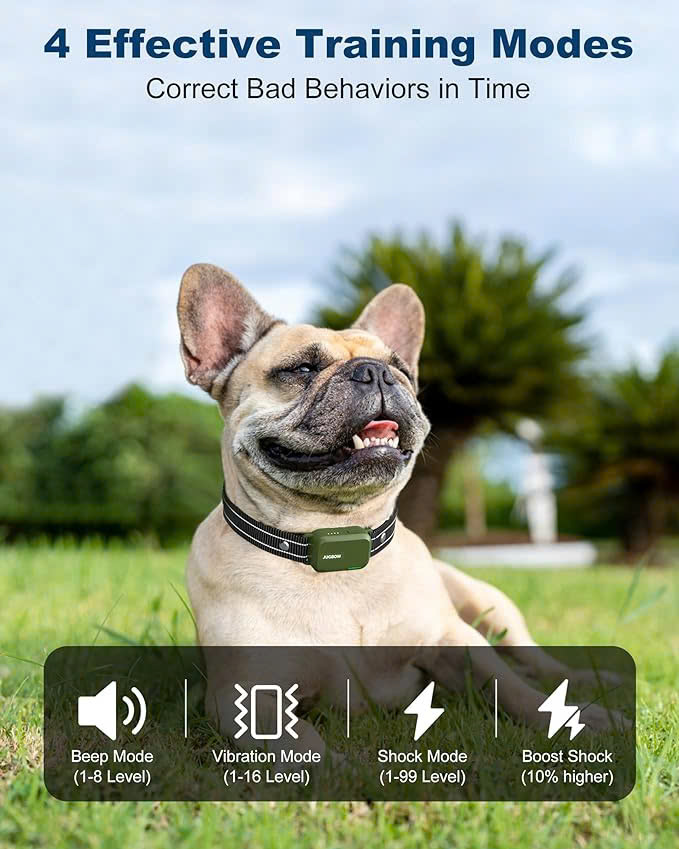 4 Effective Training Modes
Correct Bad Behaviors in Time
JUGBOW
Beep Mode
(1-8 Level)
Vibration Mode
(1-16 Level)
Shock Mode
(1-99 Level)
Boost Shock
(10% higher)